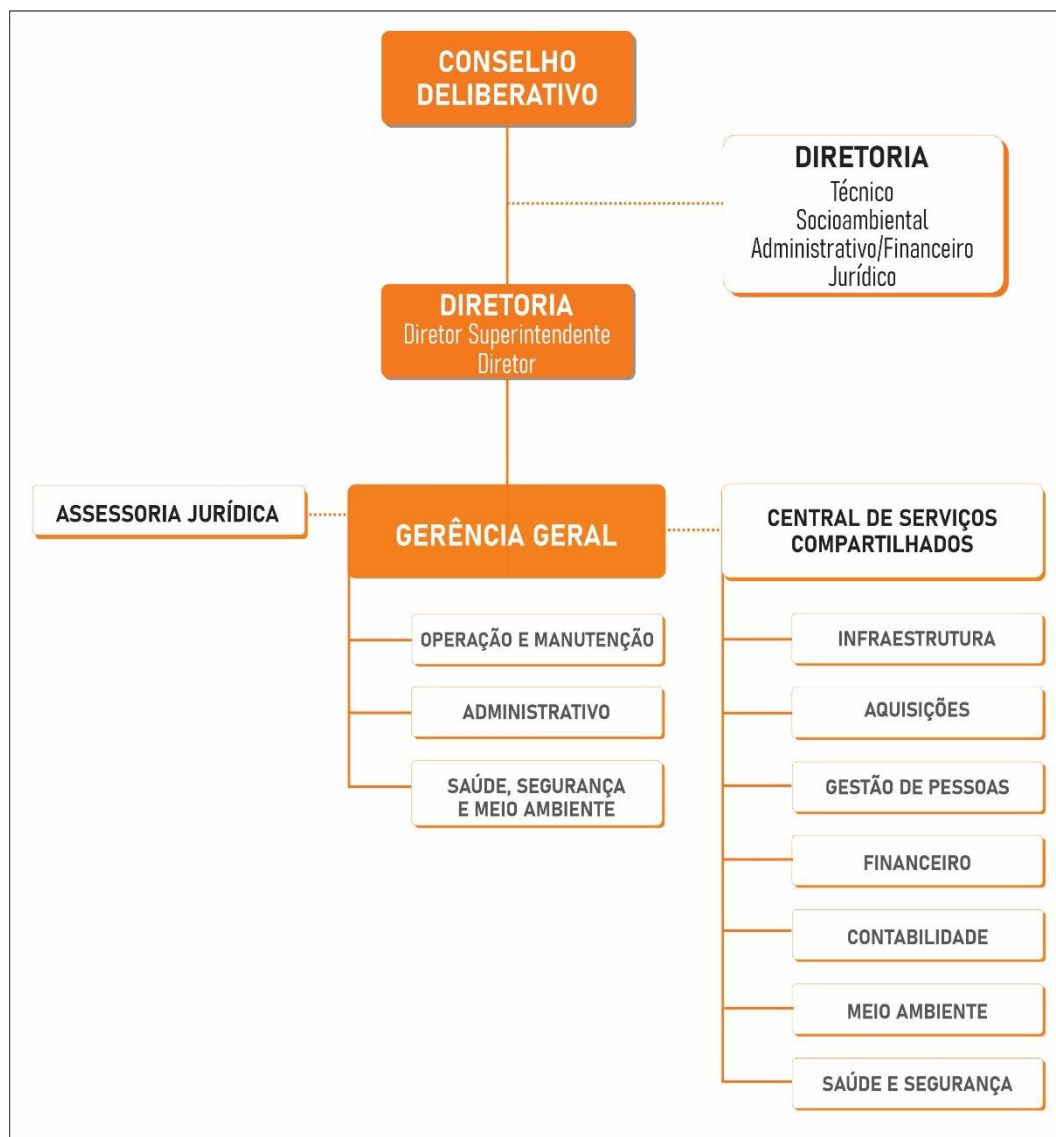 CONSELHO
DELIBERATIVO
DIRETORIA
Técnico
Socioambiental
Administrativo/Financeiro
Jurídico
DIRETORIA
Diretor Superintendente
Diretor
ASSESSORIA JURÍDICA
GERÊNCIA GERAL
CENTRAL DE SERVIÇOS
COMPARTILHADOS
OPERAÇÃO E MANUTENÇÃO
ADMINISTRATIVO
SAÚDE, SEGURANÇA
E MEIO AMBIENTE
INFRAESTRUTURA
AQUISIÇÕES
GESTÃO DE PESSOAS
FINANCEIRO
CONTABILIDADE
MEIO AMBIENTE
SAÚDE E SEGURANÇA